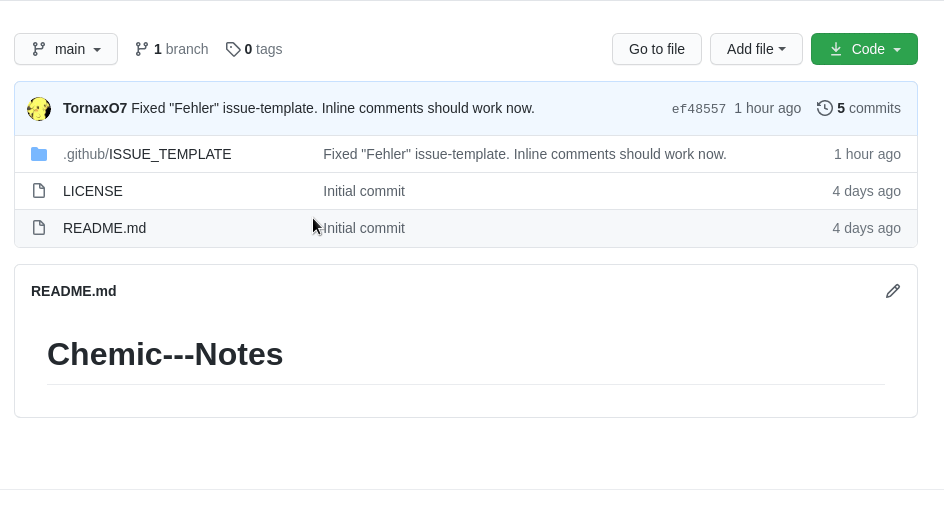 main 1 branch 0 tags Go to file Add file Code
TornaxO7 Fixed "Fehler" issue-template. Inline comments should work now. ef48557 1 hour ago 5 commits
.github/ISSUE_TEMPLATE Fixed "Fehler" issue-template. Inline comments should work now. 1 hour ago
LICENSE Initial commit 4 days ago
README.md Initial commit 4 days ago
README.md
Chemic---Notes